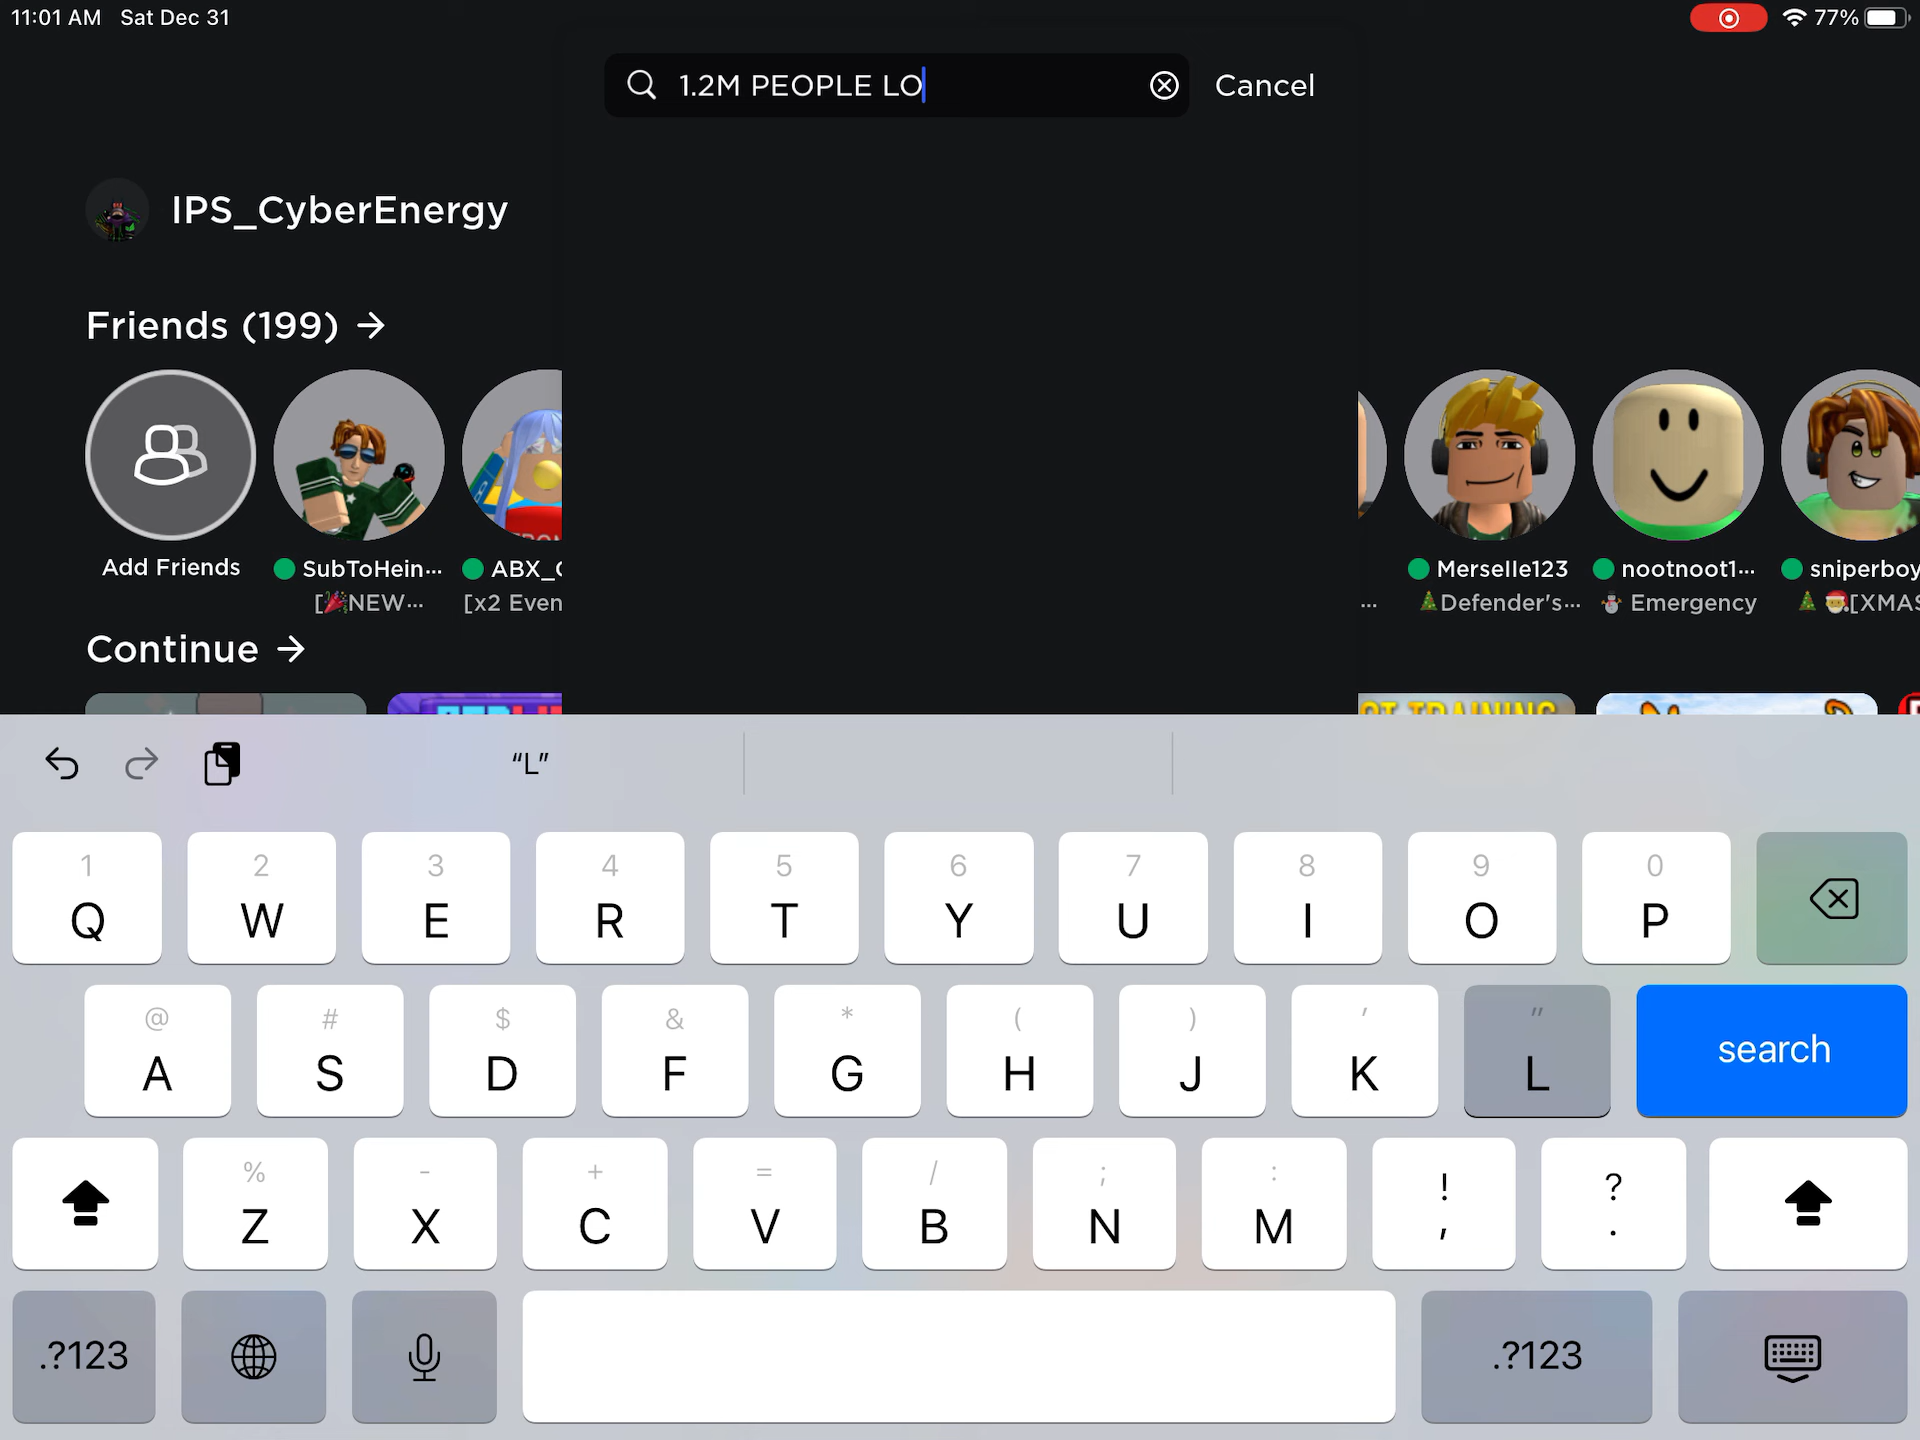 11:01 AM Sat Dec 31
77%
1.2M PEOPLE LO
Cancel
IPS_CyberEnergy
Friends (199) →
Add Friends
SubToHein...
ABX_
Merselle123
nootnoot1...
sniperboy
[🎉NEW...
[x2 Even
...
🎄Defender's...
⛄ Emergency
🎄🎅[XMAS
Continue →
OT TRAINING
“L”
1 2 3 4 5 6 7 8 9 0
Q W E R T Y U I O P
@ # $ & * ( ) ' "
A S D F G H J K L search
% - + = / ; : ! ?
Z X C V B N M , .
.?123 .?123